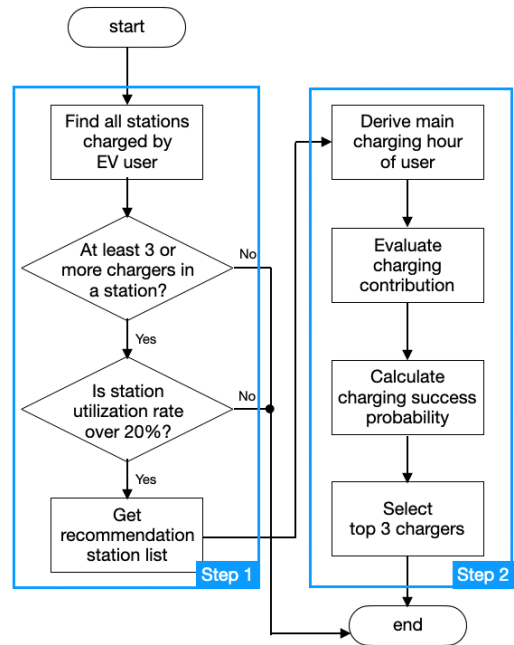 start
Find all stations
charged by
EV user
At least 3 or
more chargers in
a station?
No
Yes
Is station
utilization rate
over 20%?
No
Yes
Get
recommendation
station list
Step 1
Derive main
charging hour
of user
Evaluate
charging
contribution
Calculate
charging success
probability
Select
top 3 chargers
Step 2
end